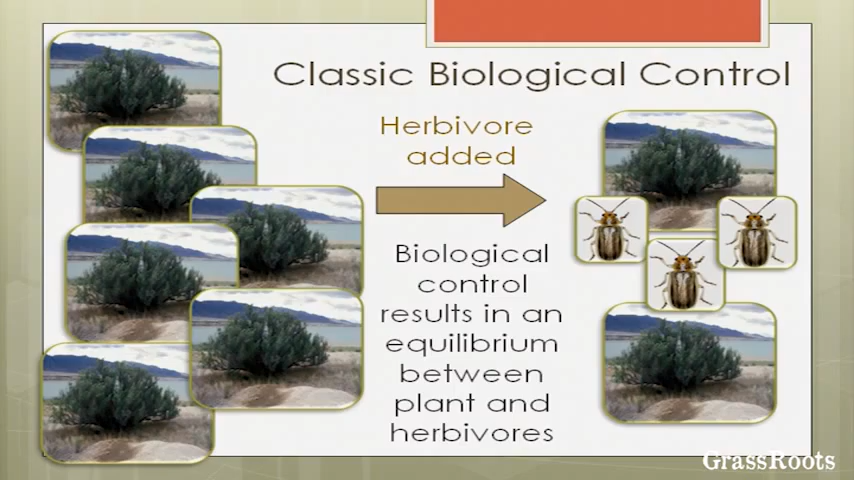 Classic Biological Control
Herbivore
added
Biological
control
results in an
equilibrium
between
plant and
herbivores
GrassRoots